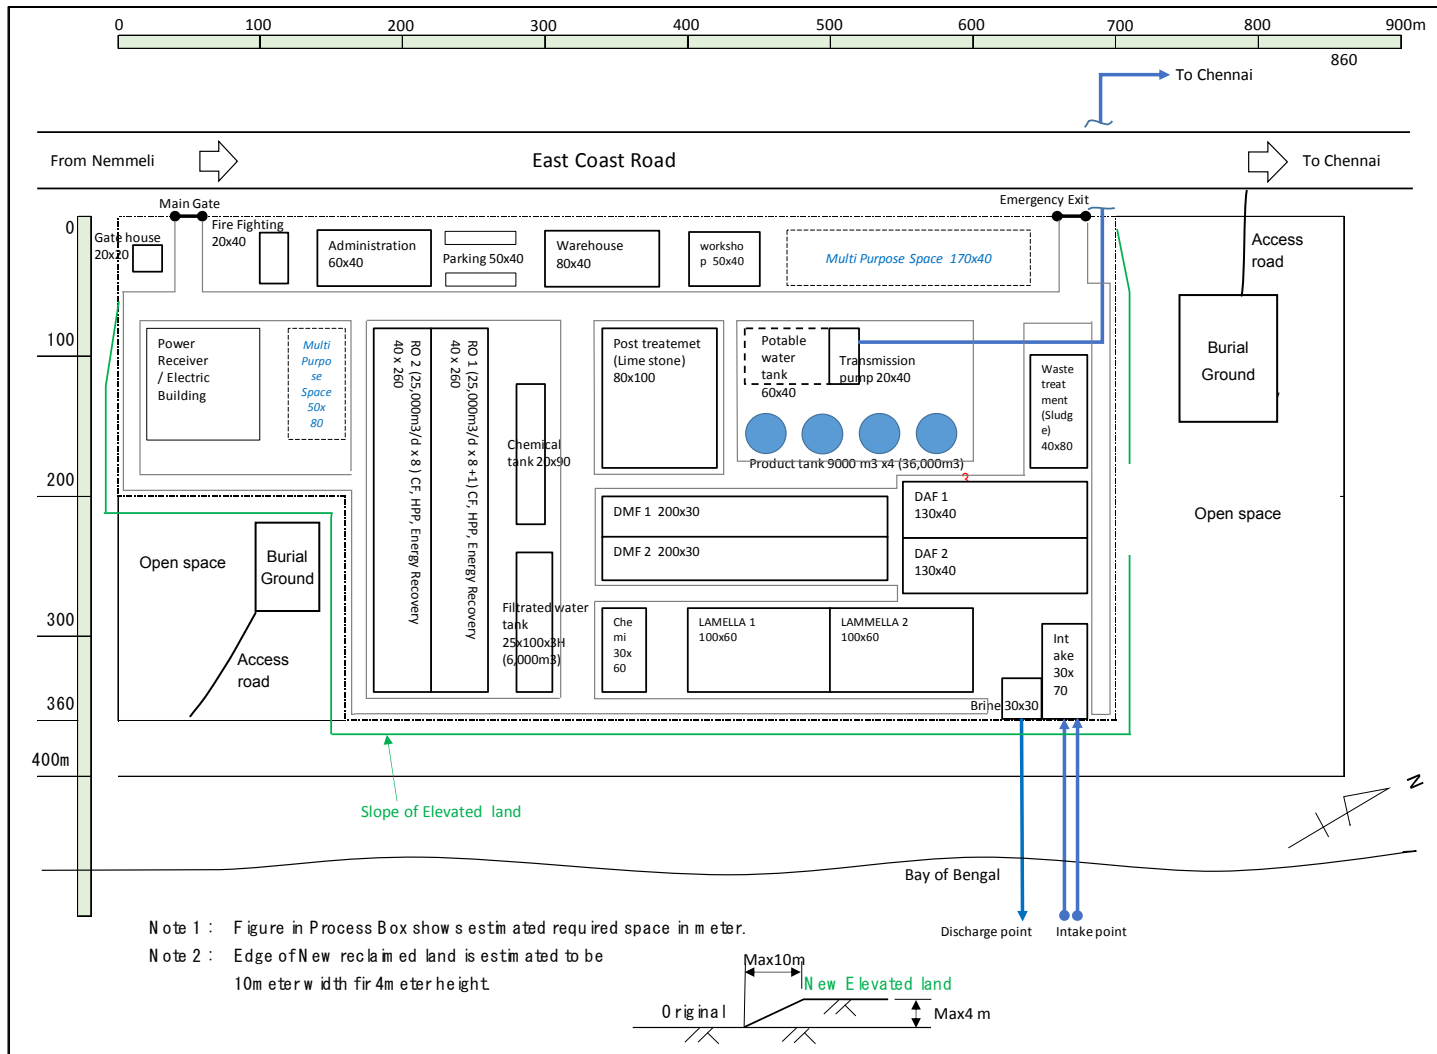 0 100 200 300 400 500 600 700 800 900m
860
To Chennai
From Nemmeli
East Coast Road
To Chennai
Main Gate
Emergency Exit
0
100
200
300
360
400m
Gate house
20x20
Fire Fighting
20x40
Administration
60x40
Parking 50x40
Warehouse
80x40
worksho
p 50x40
Multi Purpose Space 170x40
Access
road
Burial
Ground
Open space
Power
Receiver
/ Electric
Building
Multi
Purpo
se
Space
50x
80
RO 2 (25,000m3/d x 8 ) CF, HPP, Energy Recovery
40 x 260
RO 1 (25,000m3/d x 8 +1) CF, HPP, Energy Recovery
40 x 260
Chemical
tank 20x90
Filtrated water
tank
25x100x3H
(6,000m3)
Post treatemet
(Lime stone)
80x100
Potable
water
tank
60x40
Transmission
pump 20x40
Product tank 9000 m3 x4 (36,000m3)
3
Waste
treat
ment
(Sludg
e)
40x80
DMF 1 200x30
DMF 2 200x30
DAF 1
130x40
DAF 2
130x40
Che
mi
30x
60
LAMELLA 1
100x60
LAMMELLA 2
100x60
Int
ake
30x
70
Brine 30x30
Open space
Burial
Ground
Access
road
Slope of Elevated land
N
Bay of Bengal
Discharge point
Intake point
Note 1 : Figure in Process Box shows estimated required space in meter.
Note 2 : Edge of New reclaimed land is estimated to be
10meter width fir 4meter height.
Max10m
New Elevated land
Original
Max4 m